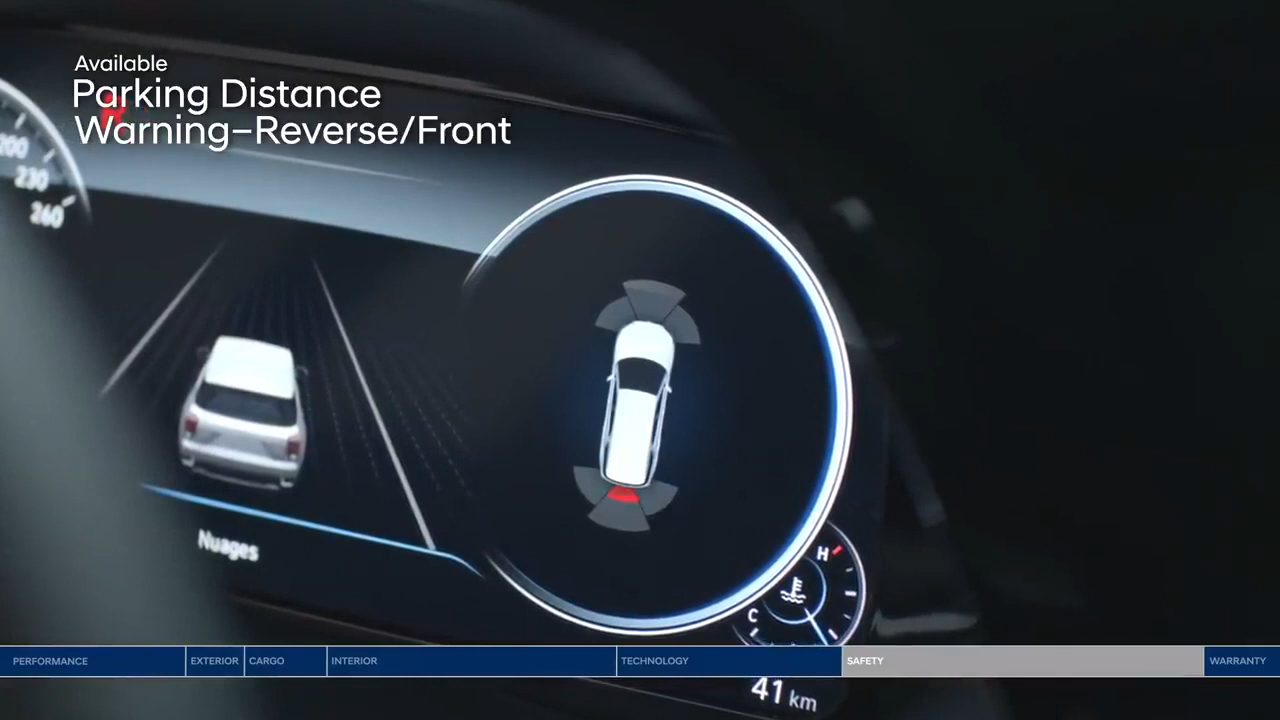 Available
Parking Distance
Warning–Reverse/Front
R
200
230
260
Nuages
H
C
PERFORMANCE
EXTERIOR
CARGO
INTERIOR
TECHNOLOGY
SAFETY
WARRANTY
41 km